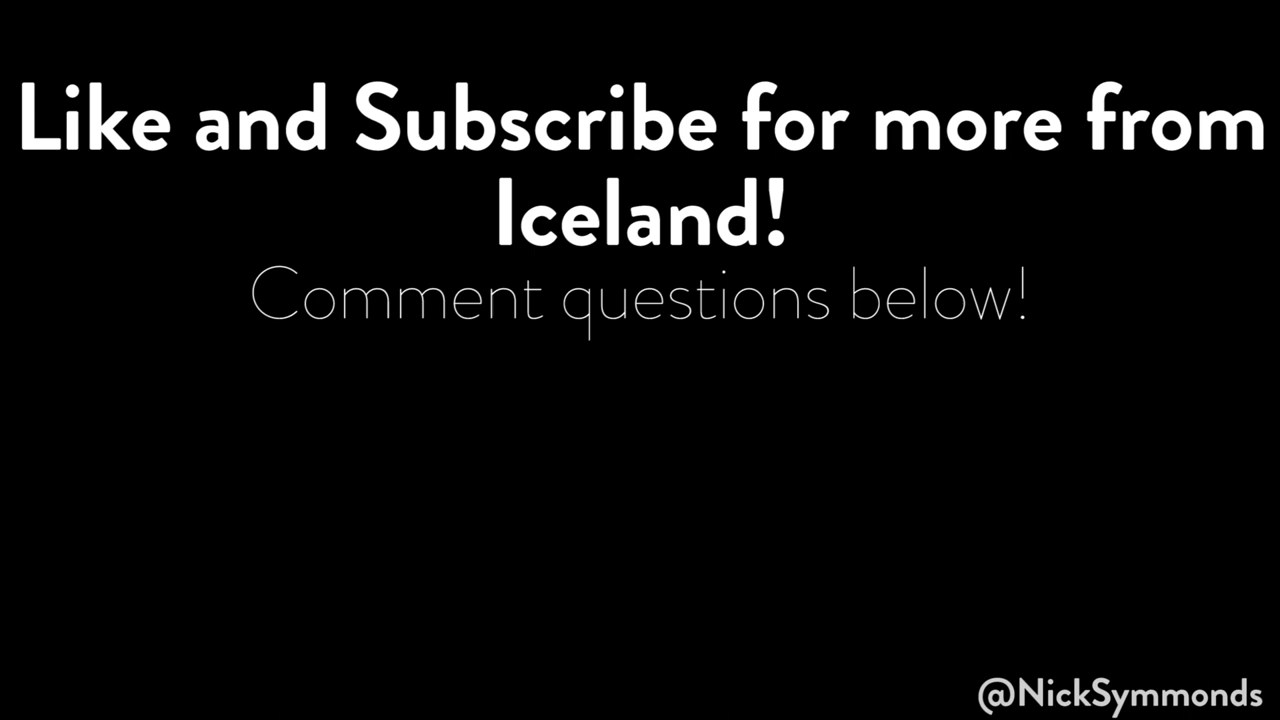 Like and Subscribe for more from
Iceland!
Comment questions below!
@NickSymmonds